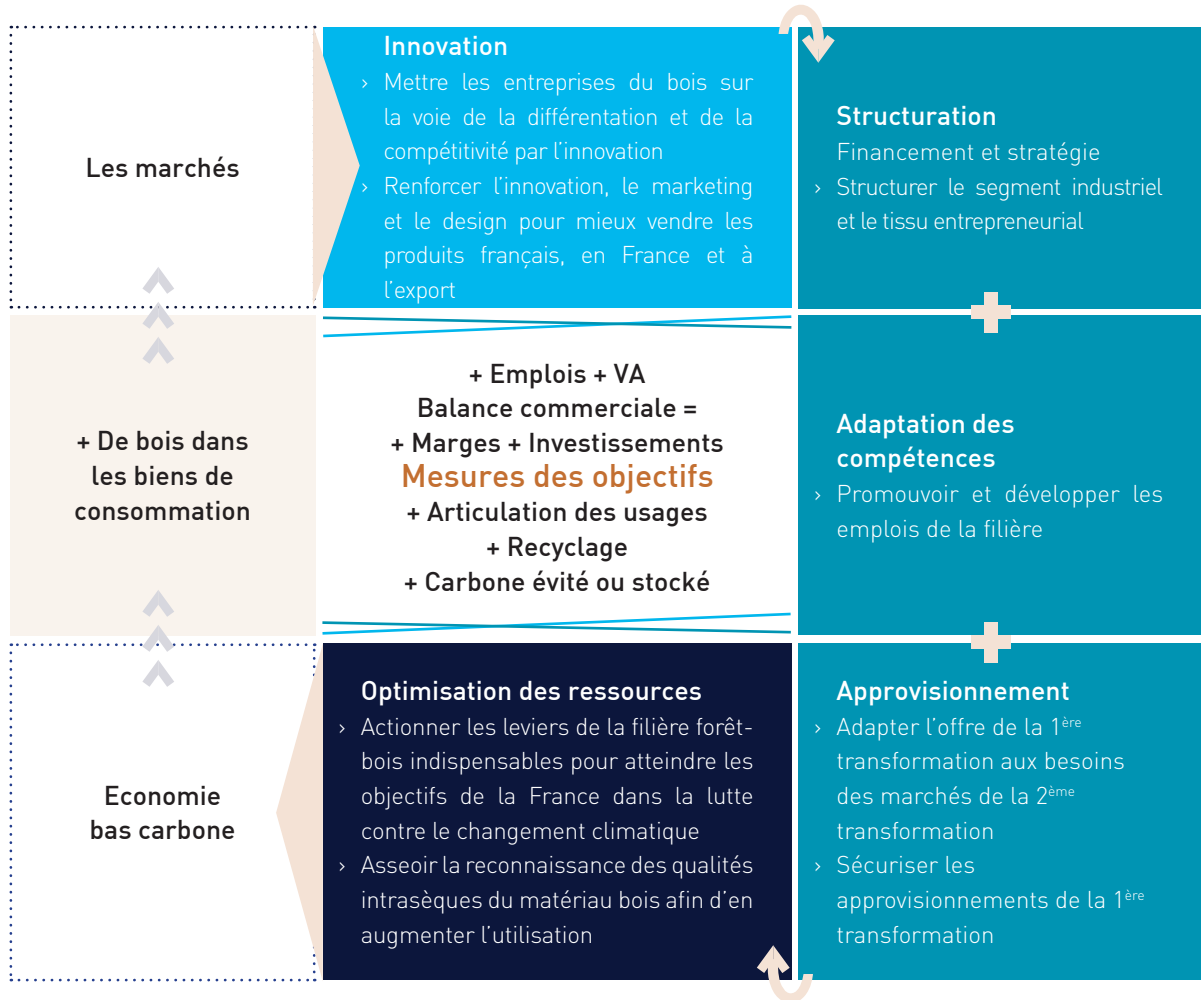 Les marchés
Innovation
› Mettre les entreprises du bois sur
la voie de la différentation et de la
compétitivité par l'innovation
› Renforcer l'innovation, le marketing
et le design pour mieux vendre les
produits français, en France et à
l'export
Structuration
Financement et stratégie
› Structurer le segment industriel
et le tissu entrepreneurial
+ De bois dans
les biens de
consommation
+ Emplois + VA
Balance commerciale =
+ Marges + Investissements
Mesures des objectifs
+ Articulation des usages
+ Recyclage
+ Carbone évité ou stocké
Adaptation des
compétences
› Promouvoir et développer les
emplois de la filière
Economie
bas carbone
Optimisation des ressources
› Actionner les leviers de la filière forêt-
bois indispensables pour atteindre les
objectifs de la France dans la lutte
contre le changement climatique
› Asseoir la reconnaissance des qualités
intrasèques du matériau bois afin d'en
augmenter l'utilisation
Approvisionnement
› Adapter l'offre de la 1ère
transformation aux besoins
des marchés de la 2ème
transformation
› Sécuriser les
approvisionnements de la 1ère
transformation